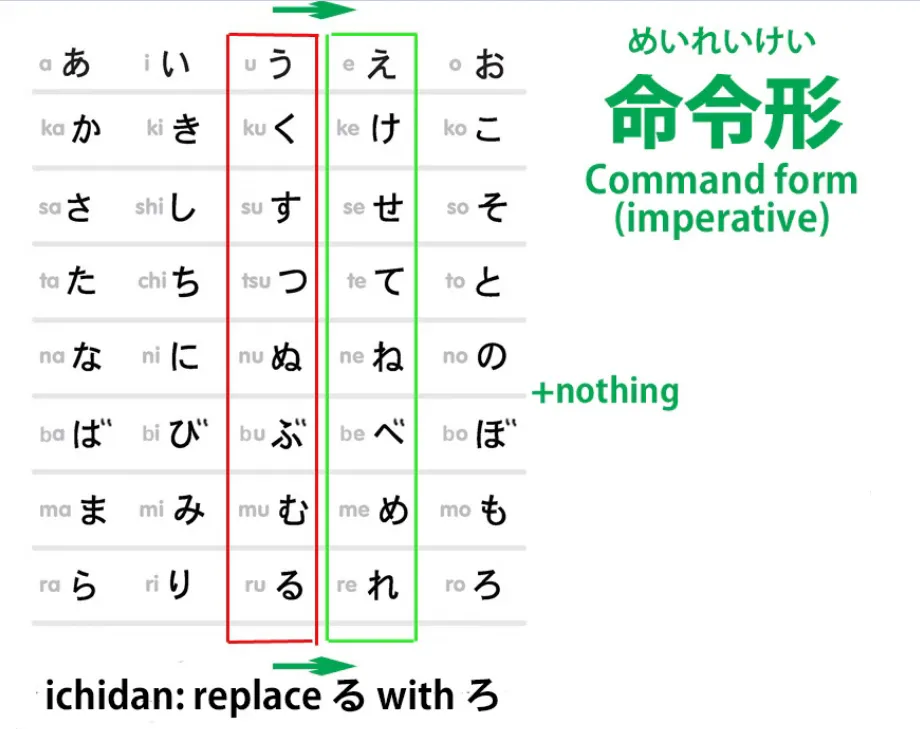 めいれいけい
命令形
Command form
(imperative)
a あ i い u う e え o お
ka か ki き ku く ke け ko こ
sa さ shi し su す se せ so そ
ta た chi ち tsu つ te て to と
na な ni に nu ぬ ne ね no の
+nothing
ba ば bi び bu ぶ be べ bo ぼ
ma ま mi み mu む me め mo も
ra ら ri り ru る re れ ro ろ
ichidan: replace る with ろ